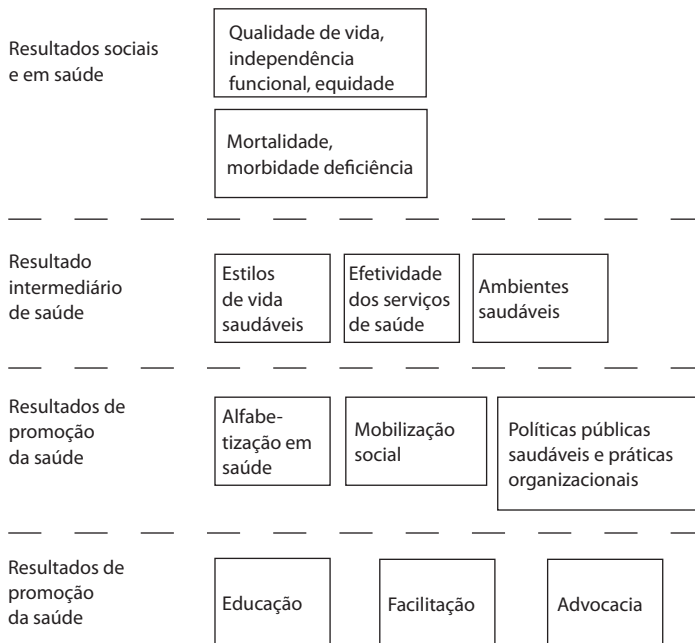 Resultados sociais
e em saúde
Qualidade de vida,
independência
funcional, equidade
Mortalidade,
morbidade deficiência
Resultado
intermediário
de saúde
Estilos
de vida
saudáveis
Efetividade
dos serviços
de saúde
Ambientes
saudáveis
Resultados de
promoção
da saúde
Alfabe-
tização em
saúde
Mobilização
social
Políticas públicas
saudáveis e práticas
organizacionais
Resultados de
promoção
da saúde
Educação
Facilitação
Advocacia